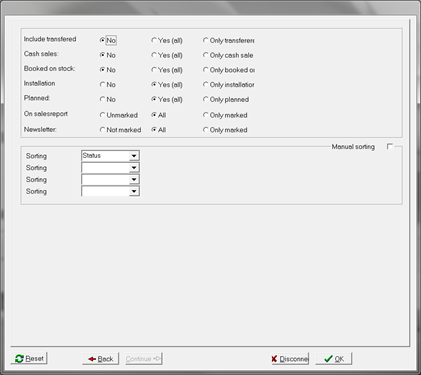 Include transfered No Yes (all) Only transferec
Cash sales: No Yes (all) Only cash sale
Booked on stock: No Yes (all) Only booked or
Installation No Yes (all) Only installatior
Planned: No Yes (all) Only planned
On salesreport Unmarked All Only marked
Newsletter: Not marked All Only marked
Manual sorting
Sorting Status
Sorting
Sorting
Sorting
Reset Back Continue Disconne OK